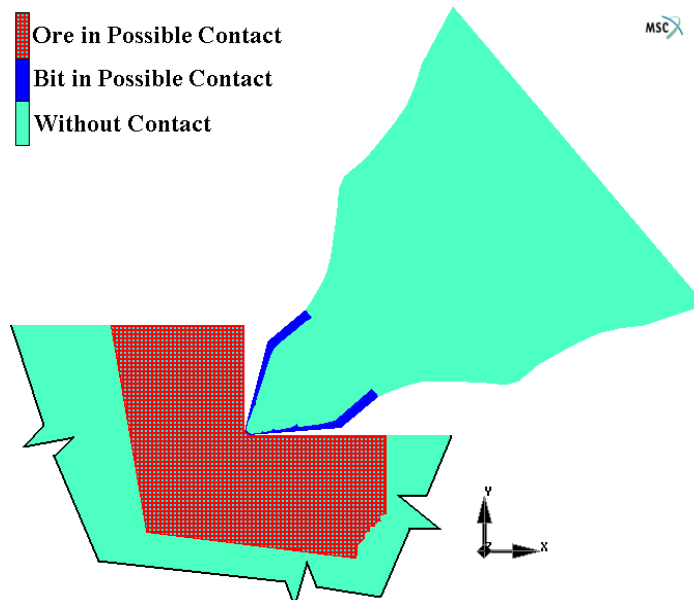 Ore in Possible Contact
Bit in Possible Contact
Without Contact
MSC
Y
Z
X